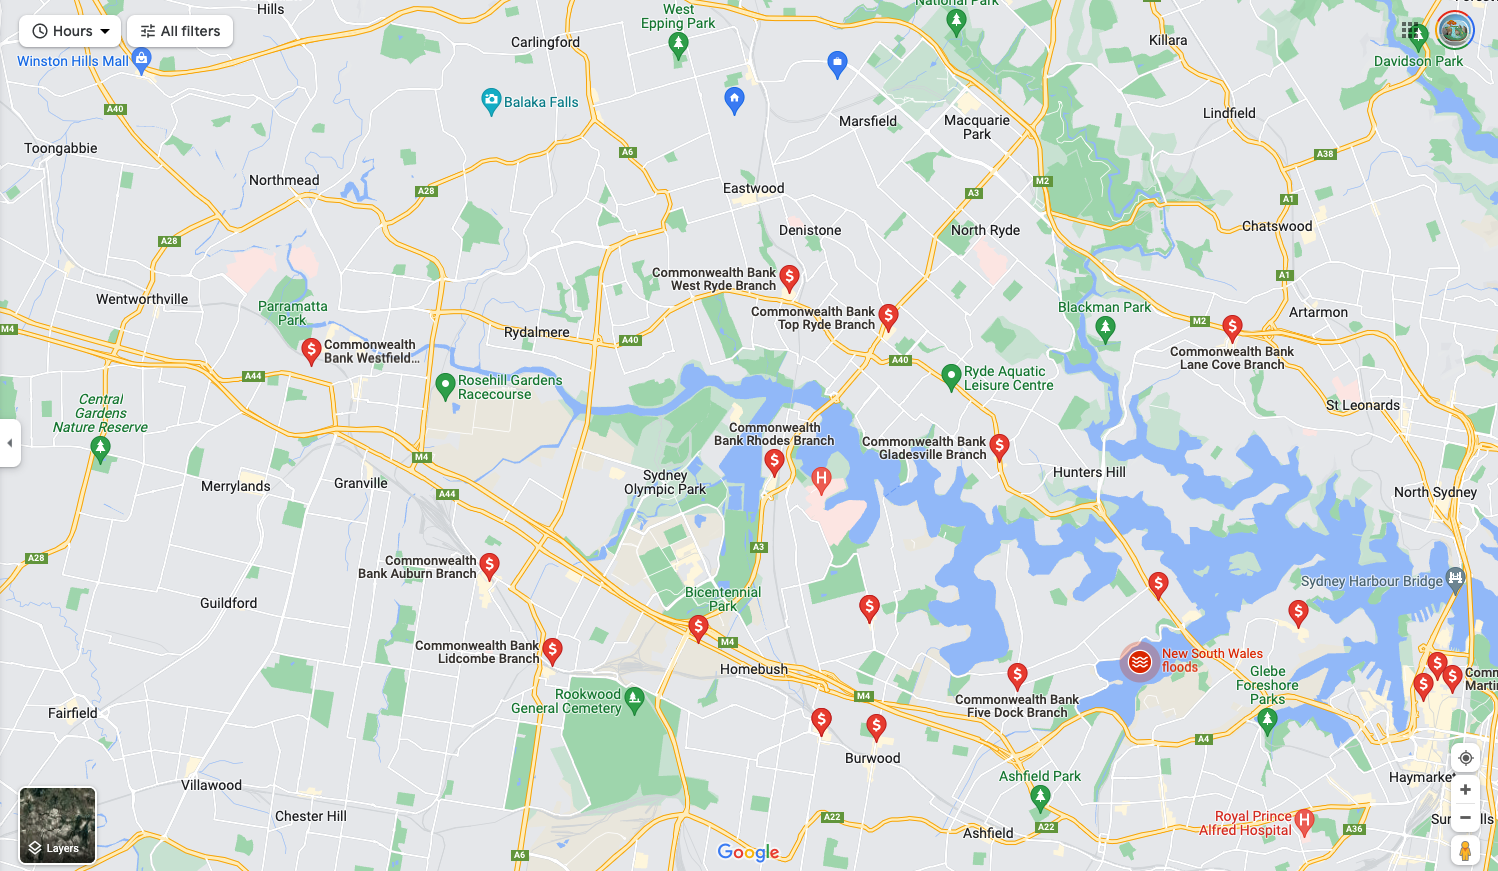 Hours
All filters
Hills
West
Epping Park
National Park
Carlingford
Killara
Winston Hills Mall
Davidson Park
Balaka Falls
A40
Lindfield
Marsfield
Macquarie
Park
Toongabbie
A6
A38
Northmead
A28
Eastwood
A3
M2
A1
Denistone
North Ryde
Chatswood
A28
Commonwealth Bank
West Ryde Branch
A1
Wentworthville
Parramatta
Park
Commonwealth Bank
Top Ryde Branch
Blackman Park
Artarmon
M4
Rydalmere
A40
M2
Commonwealth
Bank Westfield...
A40
Commonwealth Bank
Lane Cove Branch
A44
Rosehill Gardens
Racecourse
Ryde Aquatic
Leisure Centre
Central
Gardens
Nature Reserve
St Leonards
Commonwealth
Bank Rhodes Branch
Commonwealth Bank
Gladesville Branch
M4
Merrylands
Granville
A44
Sydney
Olympic Park
H
Hunters Hill
North Sydney
A28
A3
Commonwealth
Bank Auburn Branch
Sydney Harbour Bridge
Guildford
Bicentennial
Park
Commonwealth Bank
Lidcombe Branch
M4
Homebush
New South Wales
floods
Glebe
Foreshore
Parks
Comm
Martin
Rookwood
General Cemetery
M4
Commonwealth Bank
Five Dock Branch
Fairfield
A4
Burwood
Villawood
Ashfield Park
Haymarket
Chester Hill
A22
A22
Ashfield
Royal Prince
Alfred Hospital
H
A36
Layers
A6
Google